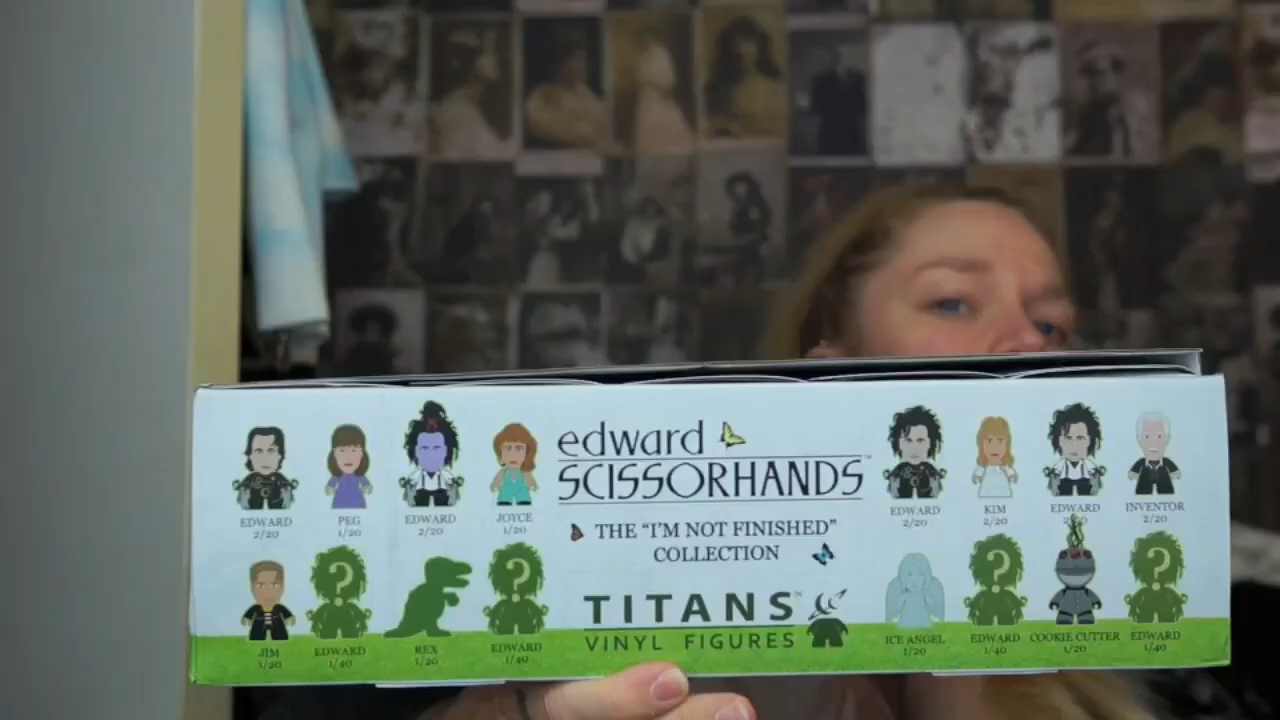 EDWARD
2/20
PEG
1/20
EDWARD
2/20
JOYCE
1/20
edward
SCISSORHANDS™
THE "I'M NOT FINISHED"
COLLECTION
TITANS™
VINYL FIGURES
EDWARD
2/20
KIM
2/20
EDWARD
INVENTOR
2/20
JIM
1/20
?
EDWARD
1/40
REX
1/20
?
EDWARD
1/40
ICE ANGEL
1/20
?
EDWARD
1/40
COOKIE CUTTER
1/20
?
EDWARD
1/40